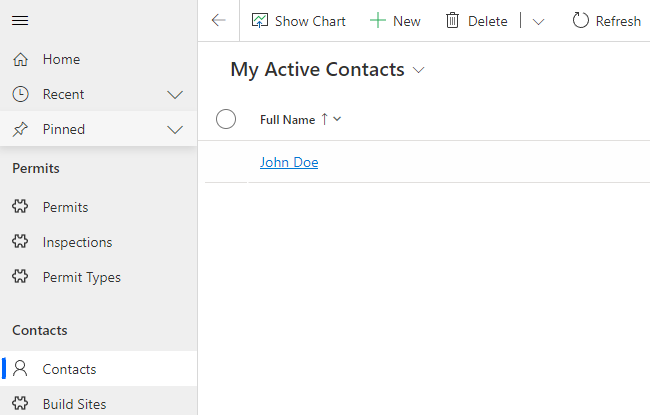 Show Chart
New
Delete
Refresh
Home
Recent
Pinned
Permits
Permits
Inspections
Permit Types
Contacts
Contacts
Build Sites
My Active Contacts
Full Name
John Doe